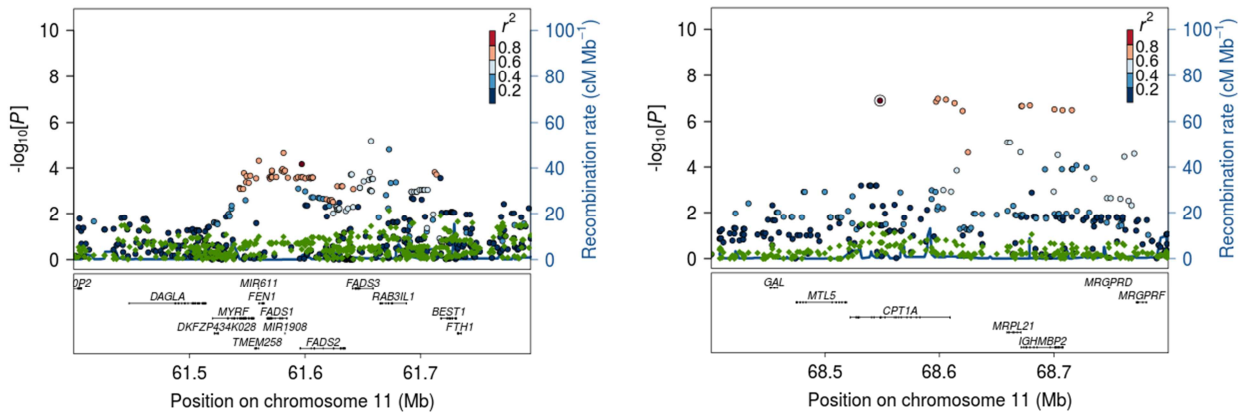 10
8
6
4
2
0
-log10[P]
r2
0.8
0.6
0.4
0.2
100
80
60
40
20
0
Recombination rate (cM Mb−1)
MIR611 FADS3
DAGLA FEN1 RAB3IL1
MYRF FADS1 BEST1
DKFZP434K028 MIR1908 FTH1
TMEM258 FADS2
61.5 61.6 61.7
Position on chromosome 11 (Mb)
10
8
6
4
2
0
-log10[P]
r2
0.8
0.6
0.4
0.2
100
80
60
40
20
0
Recombination rate (cM Mb−1)
GAL MRGPRD
MTL5 MRGPRF
CPT1A
MRPL21
IGHMBP2
68.5 68.6 68.7
Position on chromosome 11 (Mb)